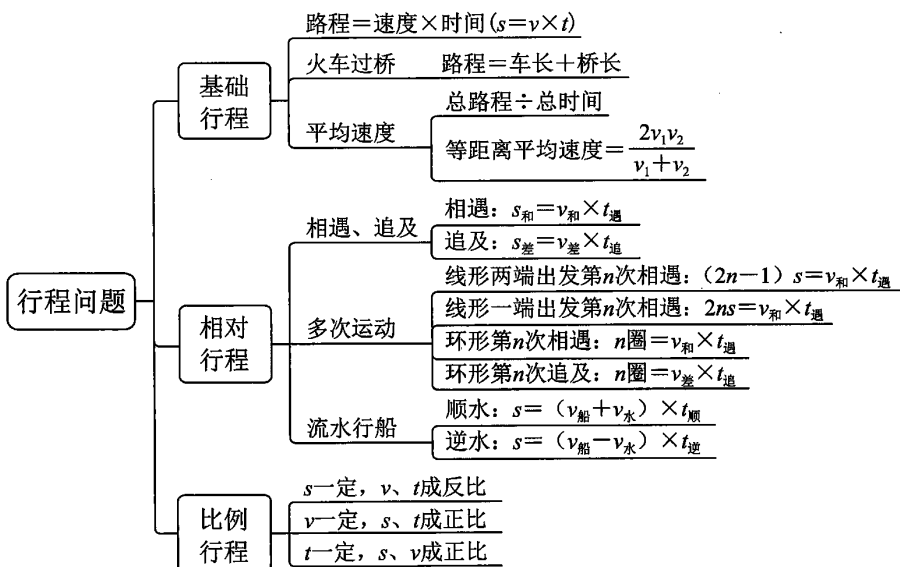 行程问题
基础
行程
路程=速度×时间(s=v×t)
火车过桥 路程=车长+桥长
平均速度
总路程÷总时间
等距离平均速度=2v₁v₂/(v₁+v₂)
相对
行程
相遇、追及
相遇:s和=v和×t遇
追及:s差=v差×t追
多次运动
线形两端出发第n次相遇:(2n-1)s=v和×t遇
线形一端出发第n次相遇:2ns=v和×t遇
环形第n次相遇:n圈=v和×t遇
环形第n次追及:n圈=v差×t追
流水行船
顺水:s=(v船+v水)×t顺
逆水:s=(v船-v水)×t逆
比例
行程
s一定,v、t成反比
v一定,s、t成正比
t一定,s、v成正比